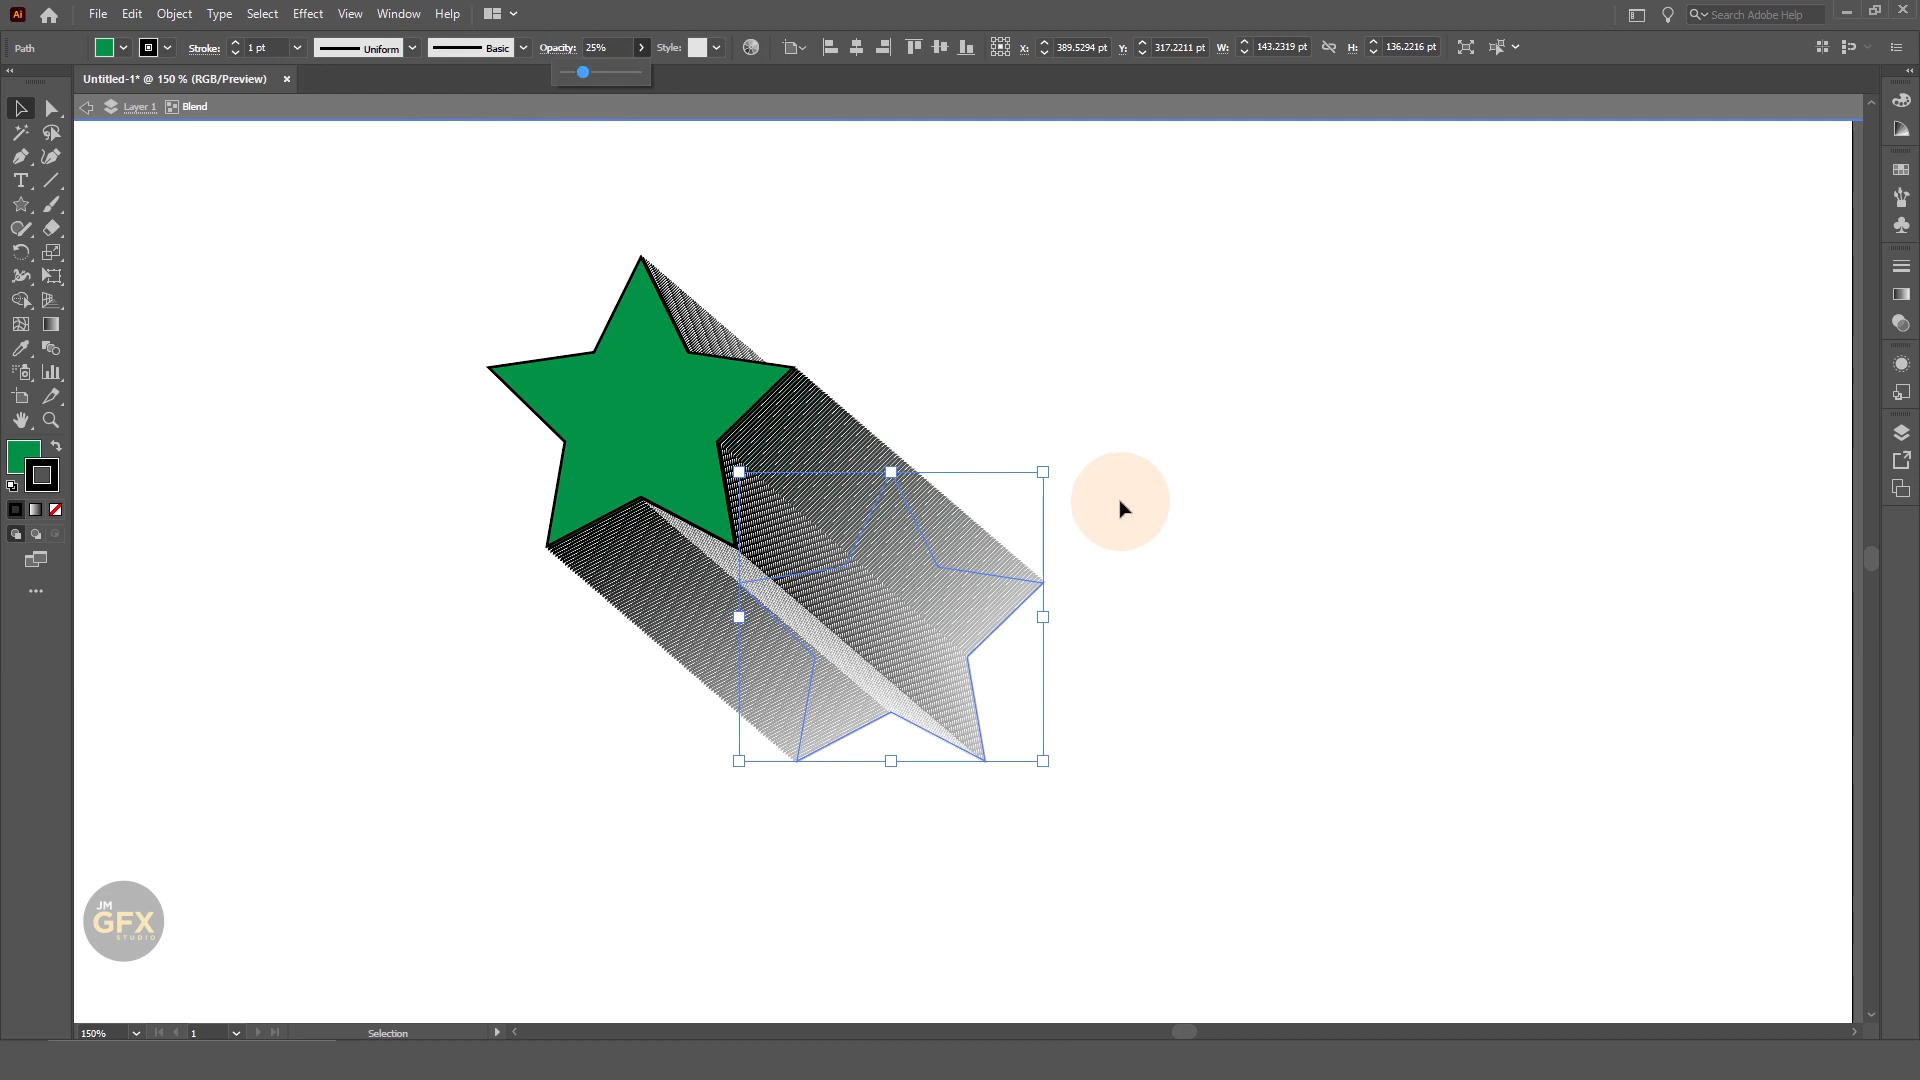 Ai File Edit Object Type Select Effect View Window Help Search Adobe Help
Path Stroke: 1 pt Uniform Basic Opacity: 25% Style: X: 389.5294 pt Y: 317.2211 pt W: 143.2319 pt H: 136.2216 pt
Untitled-1* @ 150 % (RGB/Preview)
Layer 1 Blend
JM
GFX
STUDIO
150% 1 Selection